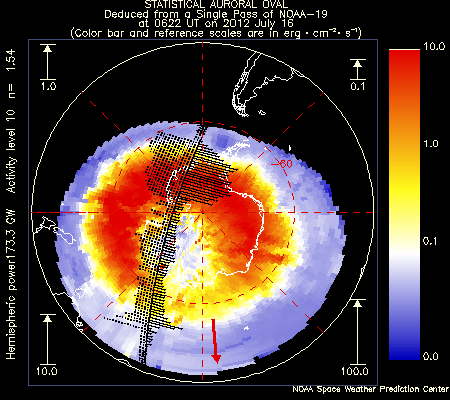 STATISTICAL AURORAL OVAL
Deduced from a Single Pass of NOAA-19
at 0622 UT on 2012 July 16
(Color bar and reference scales are in erg·cm⁻²·s⁻¹)
1.0
0.1
10.0
1.0
0.1
0.0
-60
Hemispheric power173.3 GW Activity level 10 n= 1.54
10.0
100.0
NOAA Space Weather Prediction Center